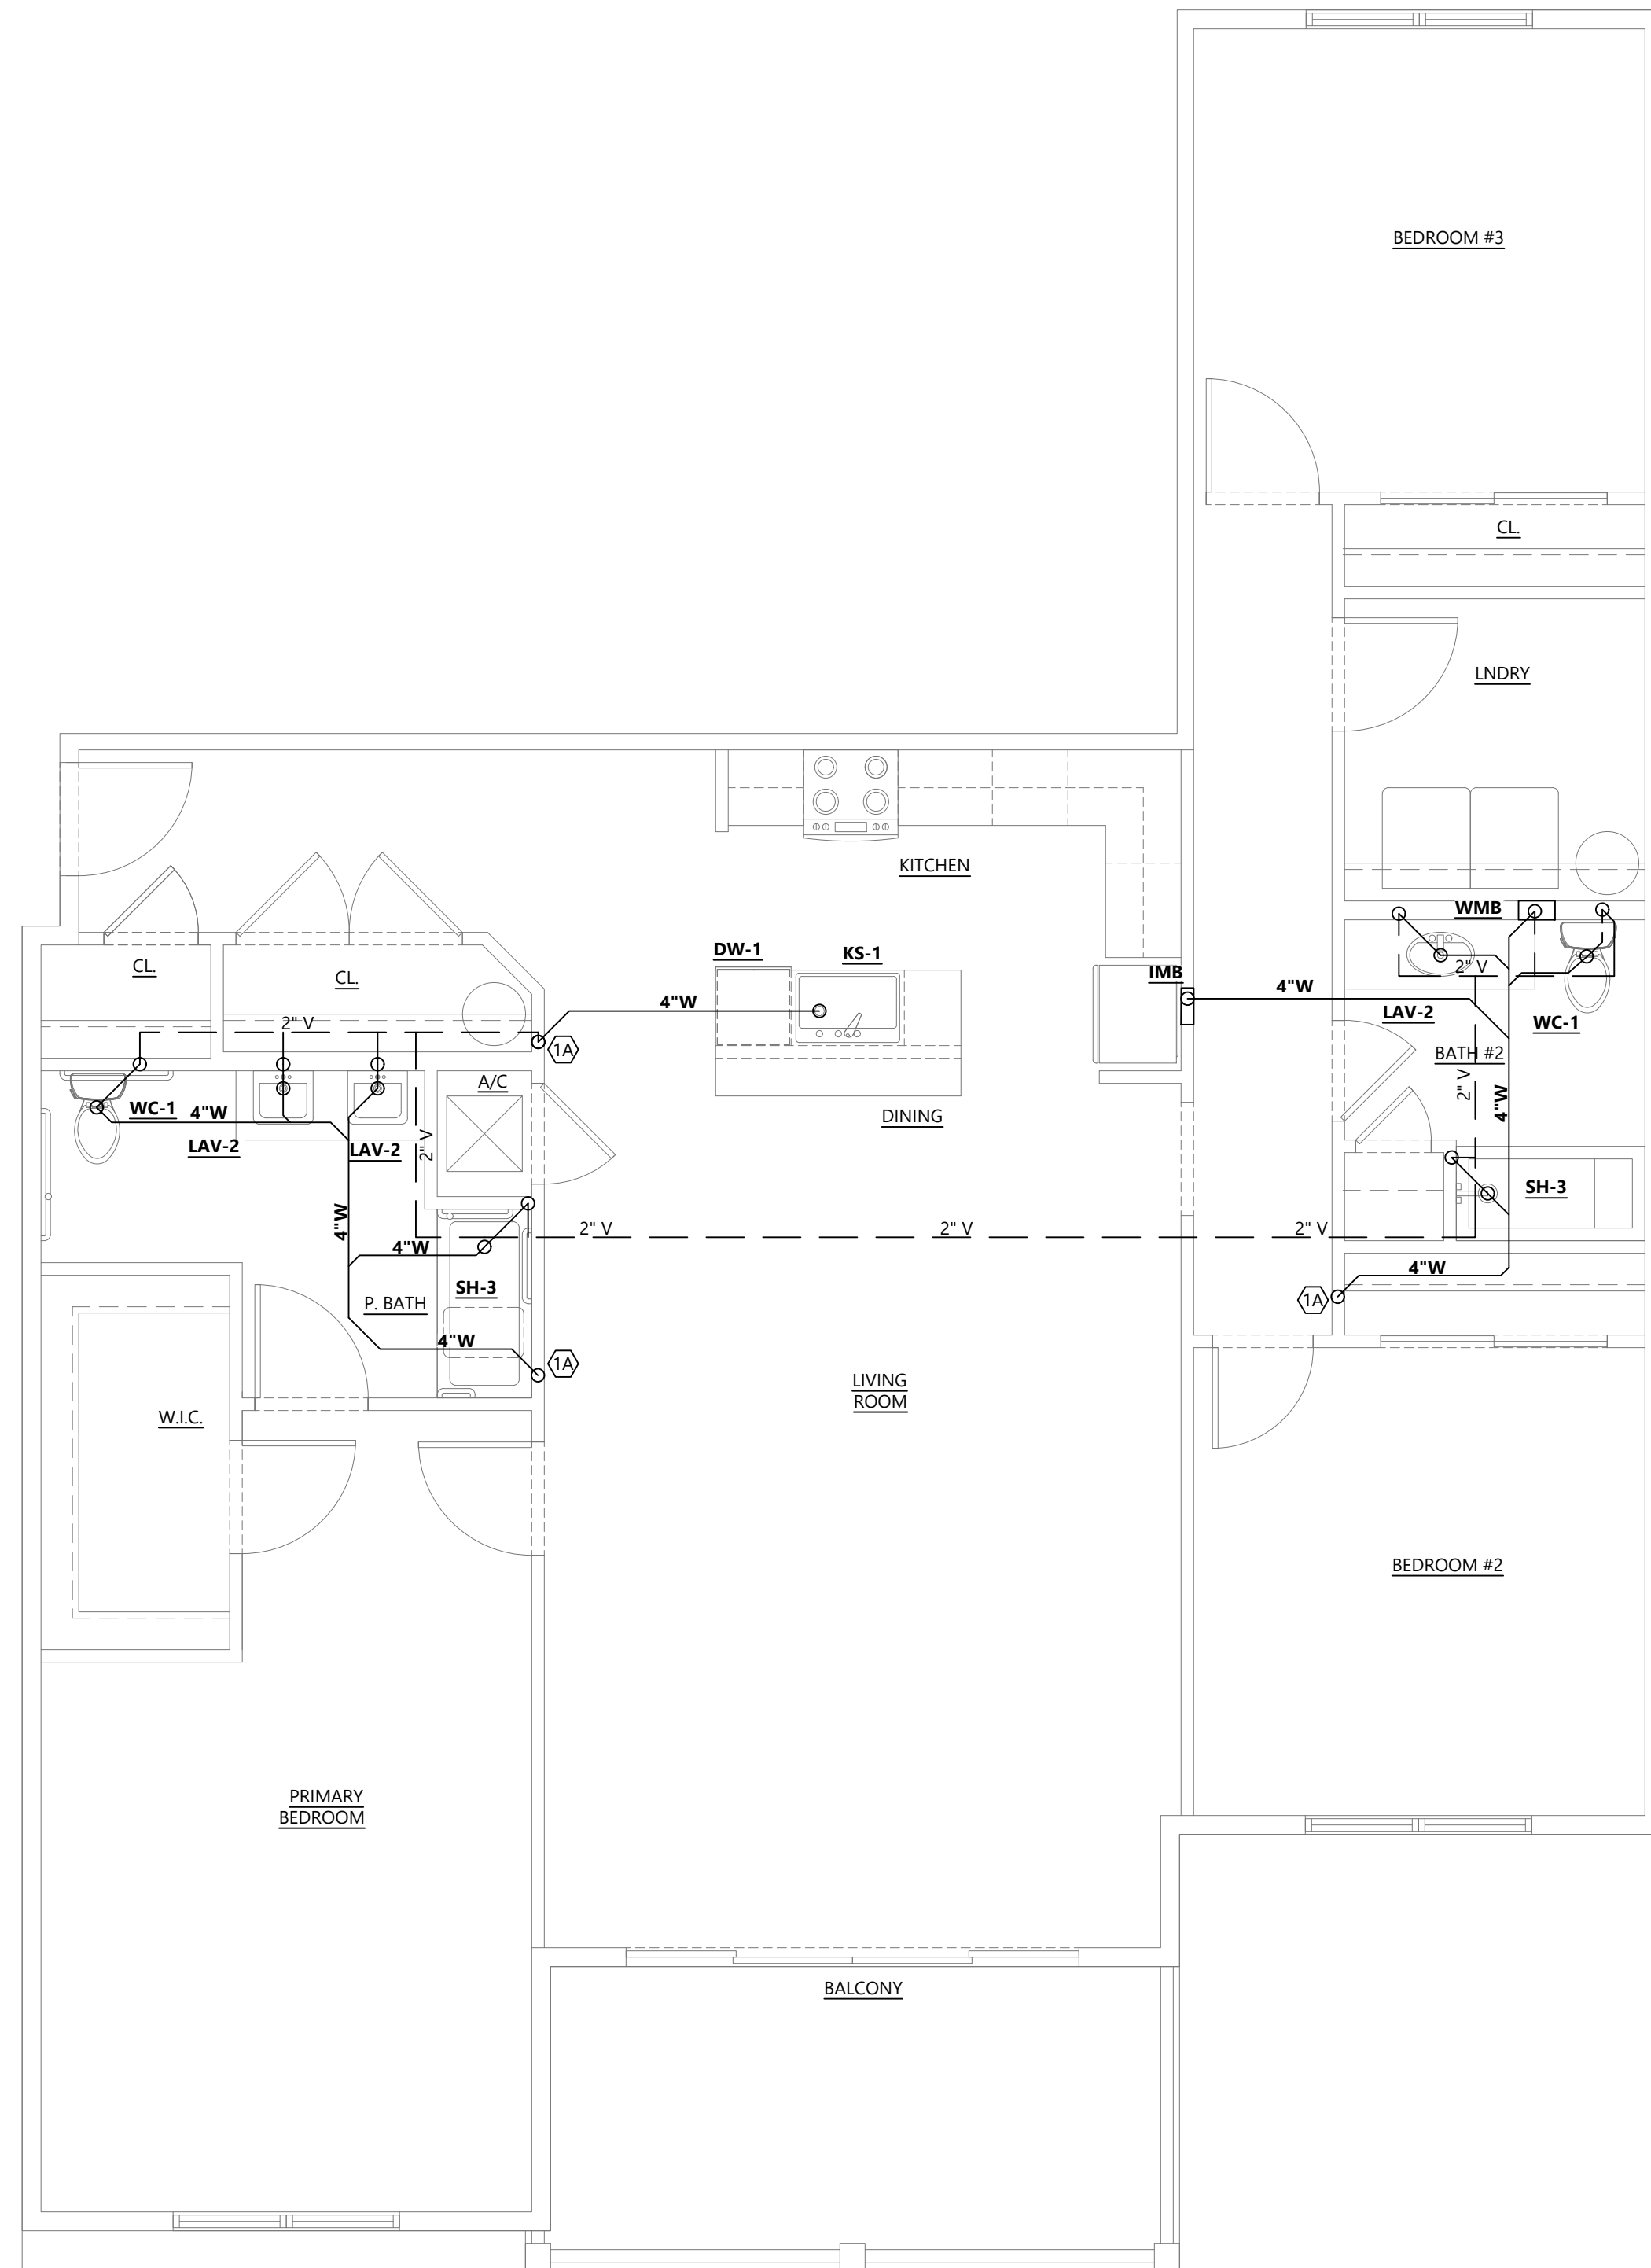 BEDROOM #3
CL.
LNDRY
KITCHEN
WMB
DW-1
KS-1
CL.
CL.
IMB
2" V
4"W
4"W
LAV-2
WC-1
2" V
1A
BATH #2
A/C
2" V
WC-1
4"W
4"W
DINING
LAV-2
LAV-2
2" V
SH-3
4"W
2" V
2" V
2" V
4"W
4"W
SH-3
P. BATH
1A
4"W
1A
LIVING
ROOM
W.I.C.
BEDROOM #2
PRIMARY
BEDROOM
BALCONY